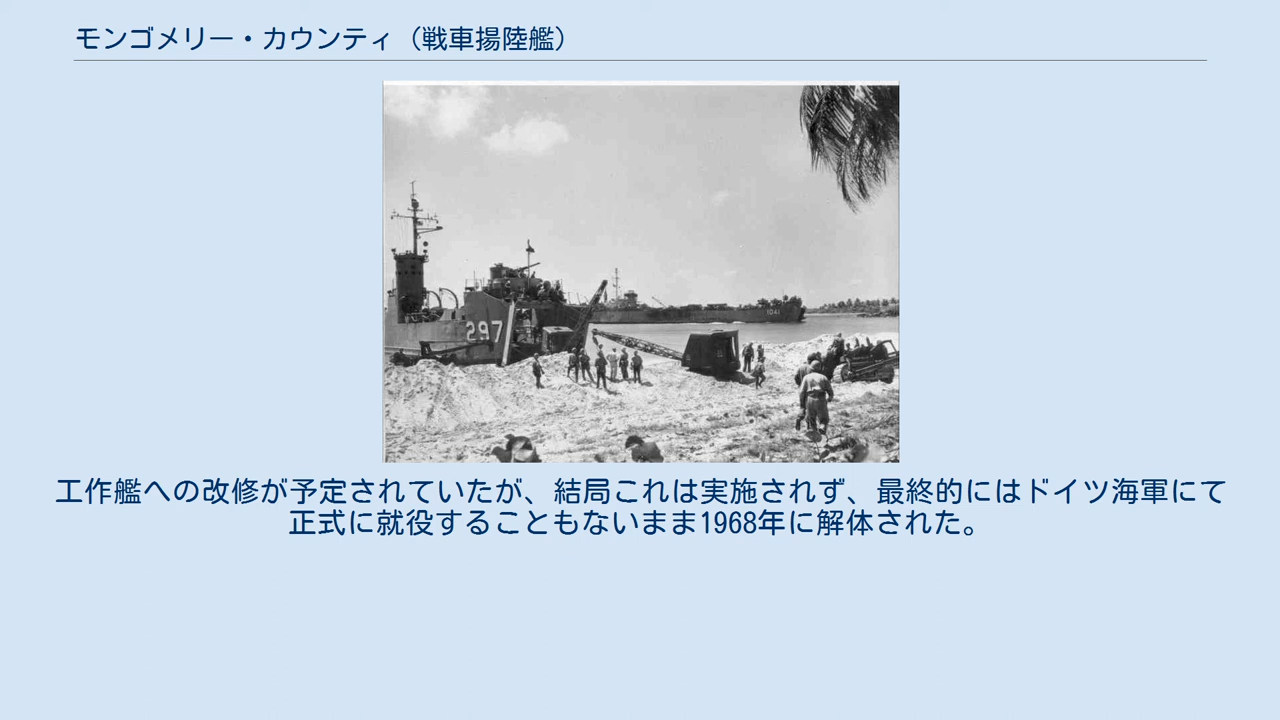 モンゴメリー・カウンティ（戦車揚陸艦）
297
1041
工作艦への改修が予定されていたが、結局これは実施されず、最終的にはドイツ海軍にて
正式に就役することもないまま1968年に解体された。